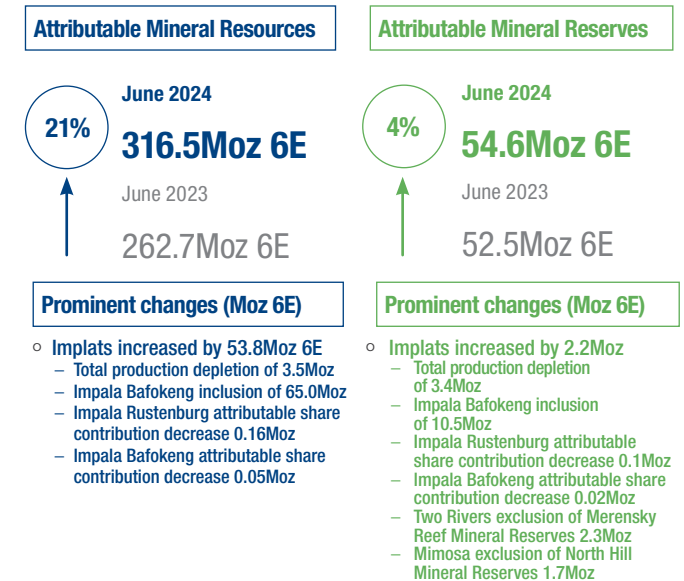 Attributable Mineral Resources
21%
June 2024
316.5Moz 6E
June 2023
262.7Moz 6E
Prominent changes (Moz 6E)
Implats increased by 53.8Moz 6E
– Total production depletion of 3.5Moz
– Impala Bafokeng inclusion of 65.0Moz
– Impala Rustenburg attributable share
contribution decrease 0.16Moz
– Impala Bafokeng attributable share
contribution decrease 0.05Moz
Attributable Mineral Reserves
4%
June 2024
54.6Moz 6E
June 2023
52.5Moz 6E
Prominent changes (Moz 6E)
Implats increased by 2.2Moz
– Total production depletion
of 3.4Moz
– Impala Bafokeng inclusion
of 10.5Moz
– Impala Rustenburg attributable
share contribution decrease 0.1Moz
– Impala Bafokeng attributable share
contribution decrease 0.02Moz
– Two Rivers exclusion of Merensky
Reef Mineral Reserves 2.3Moz
– Mimosa exclusion of North Hill
Mineral Reserves 1.7Moz